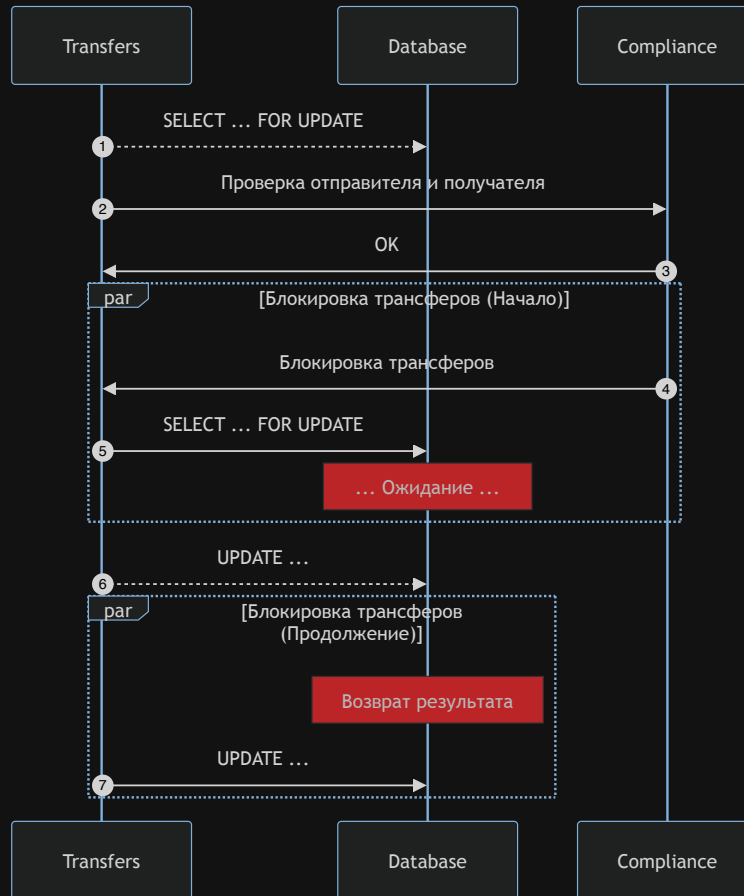 Transfers
Database
Compliance
SELECT ... FOR UPDATE
1
Проверка отправителя и получателя
2
OK
3
par
[Блокировка трансферов (Начало)]
Блокировка трансферов
4
SELECT ... FOR UPDATE
5
... Ожидание ...
UPDATE ...
6
par
[Блокировка трансферов
(Продолжение)]
Возврат результата
UPDATE ...
7
Transfers
Database
Compliance